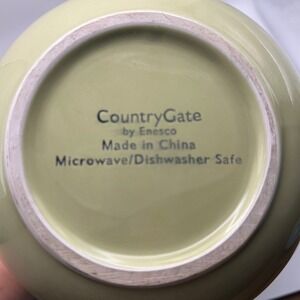 CountryGate
by Enesco
Made in China
Microwave/Dishwasher Safe